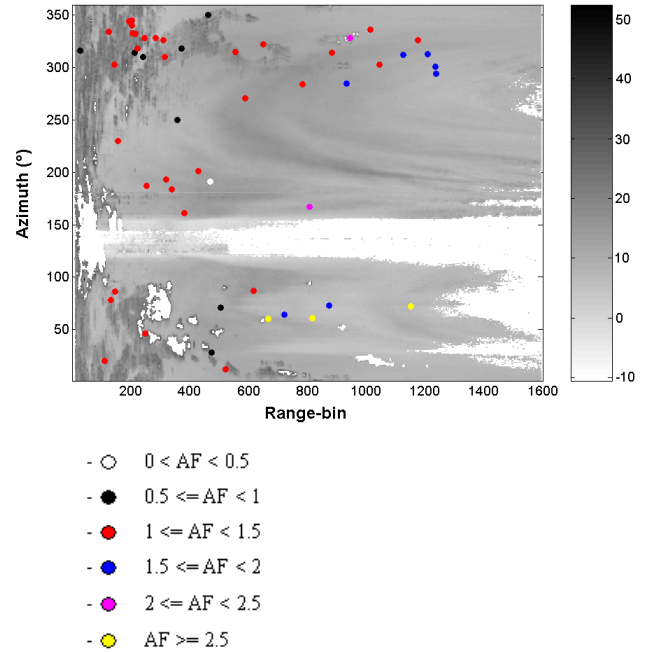 350
300
250
200
150
100
50
Azimuth (°)
200 400 600 800 1000 1200 1400 1600
Range-bin
50
40
30
20
10
0
-10
- 0 < AF < 0.5
- 0.5 <= AF < 1
- 1 <= AF < 1.5
- 1.5 <= AF < 2
- 2 <= AF < 2.5
- AF >= 2.5